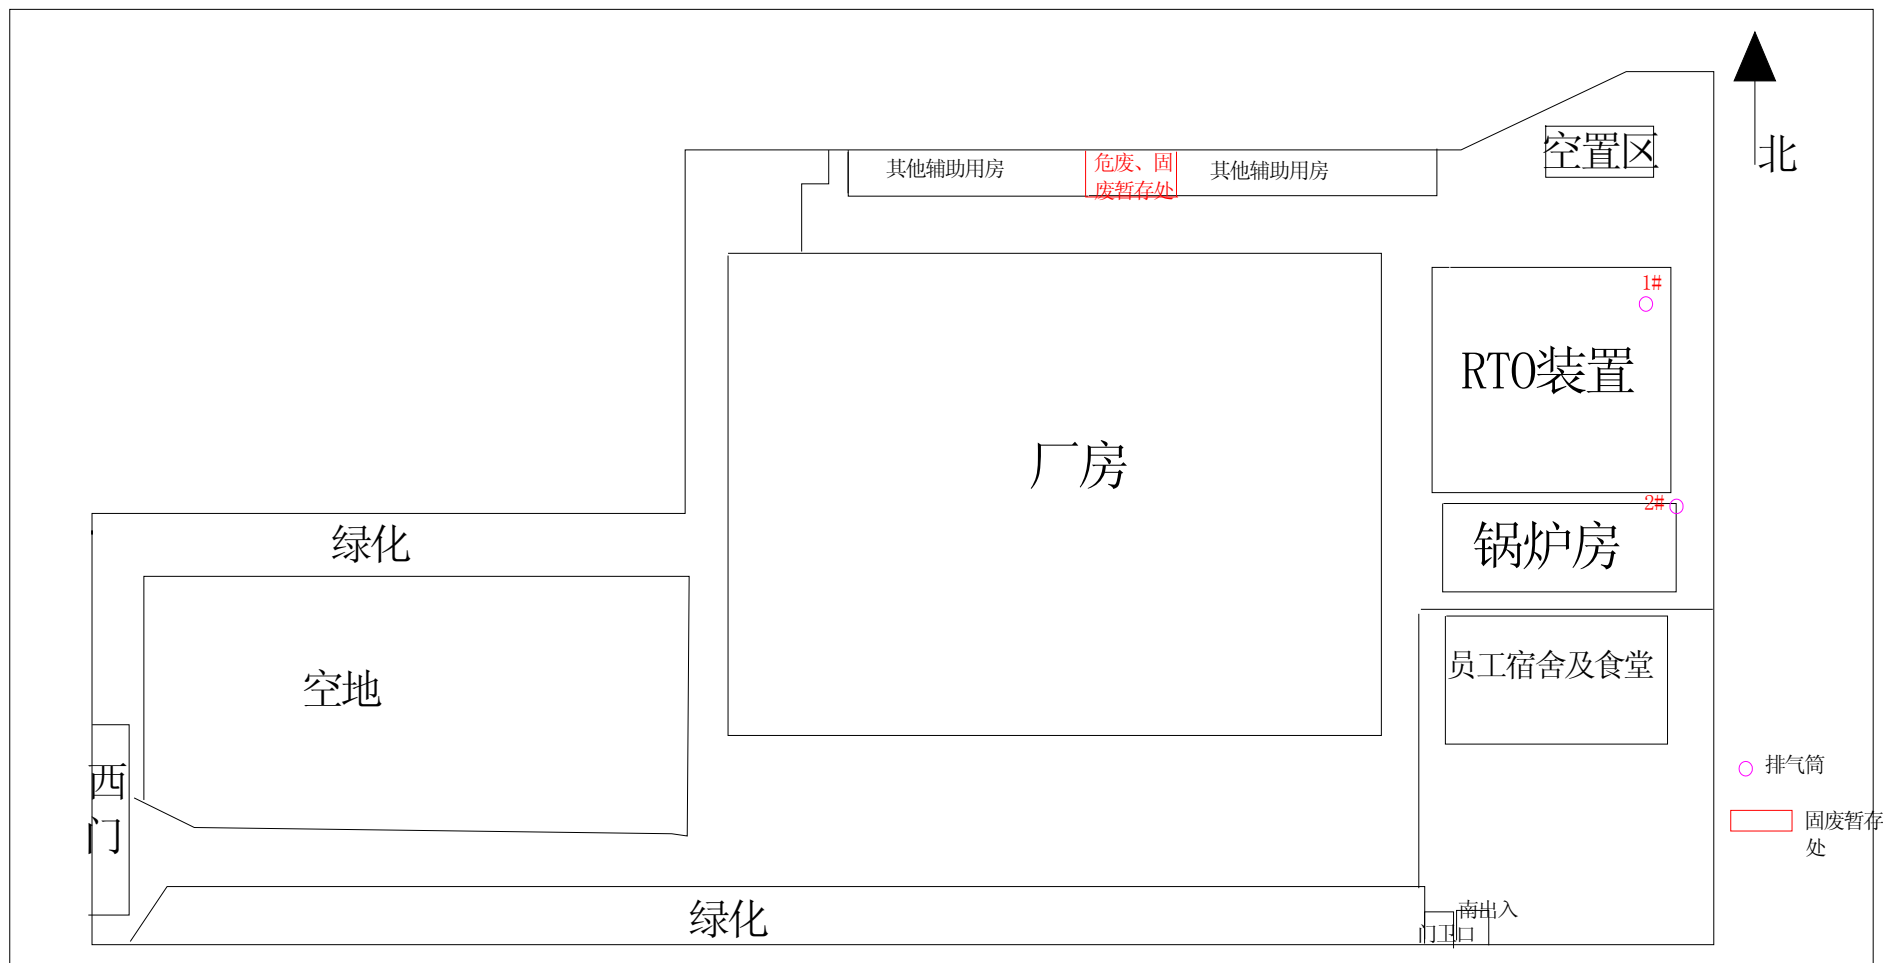 空置区
北
其他辅助用房
危废、固
废暂存处
其他辅助用房
1#
RTO装置
厂房
2#
锅炉房
绿化
员工宿舍及食堂
空地
西
门
排气筒
固废暂存
处
绿化
南出入
口
门卫